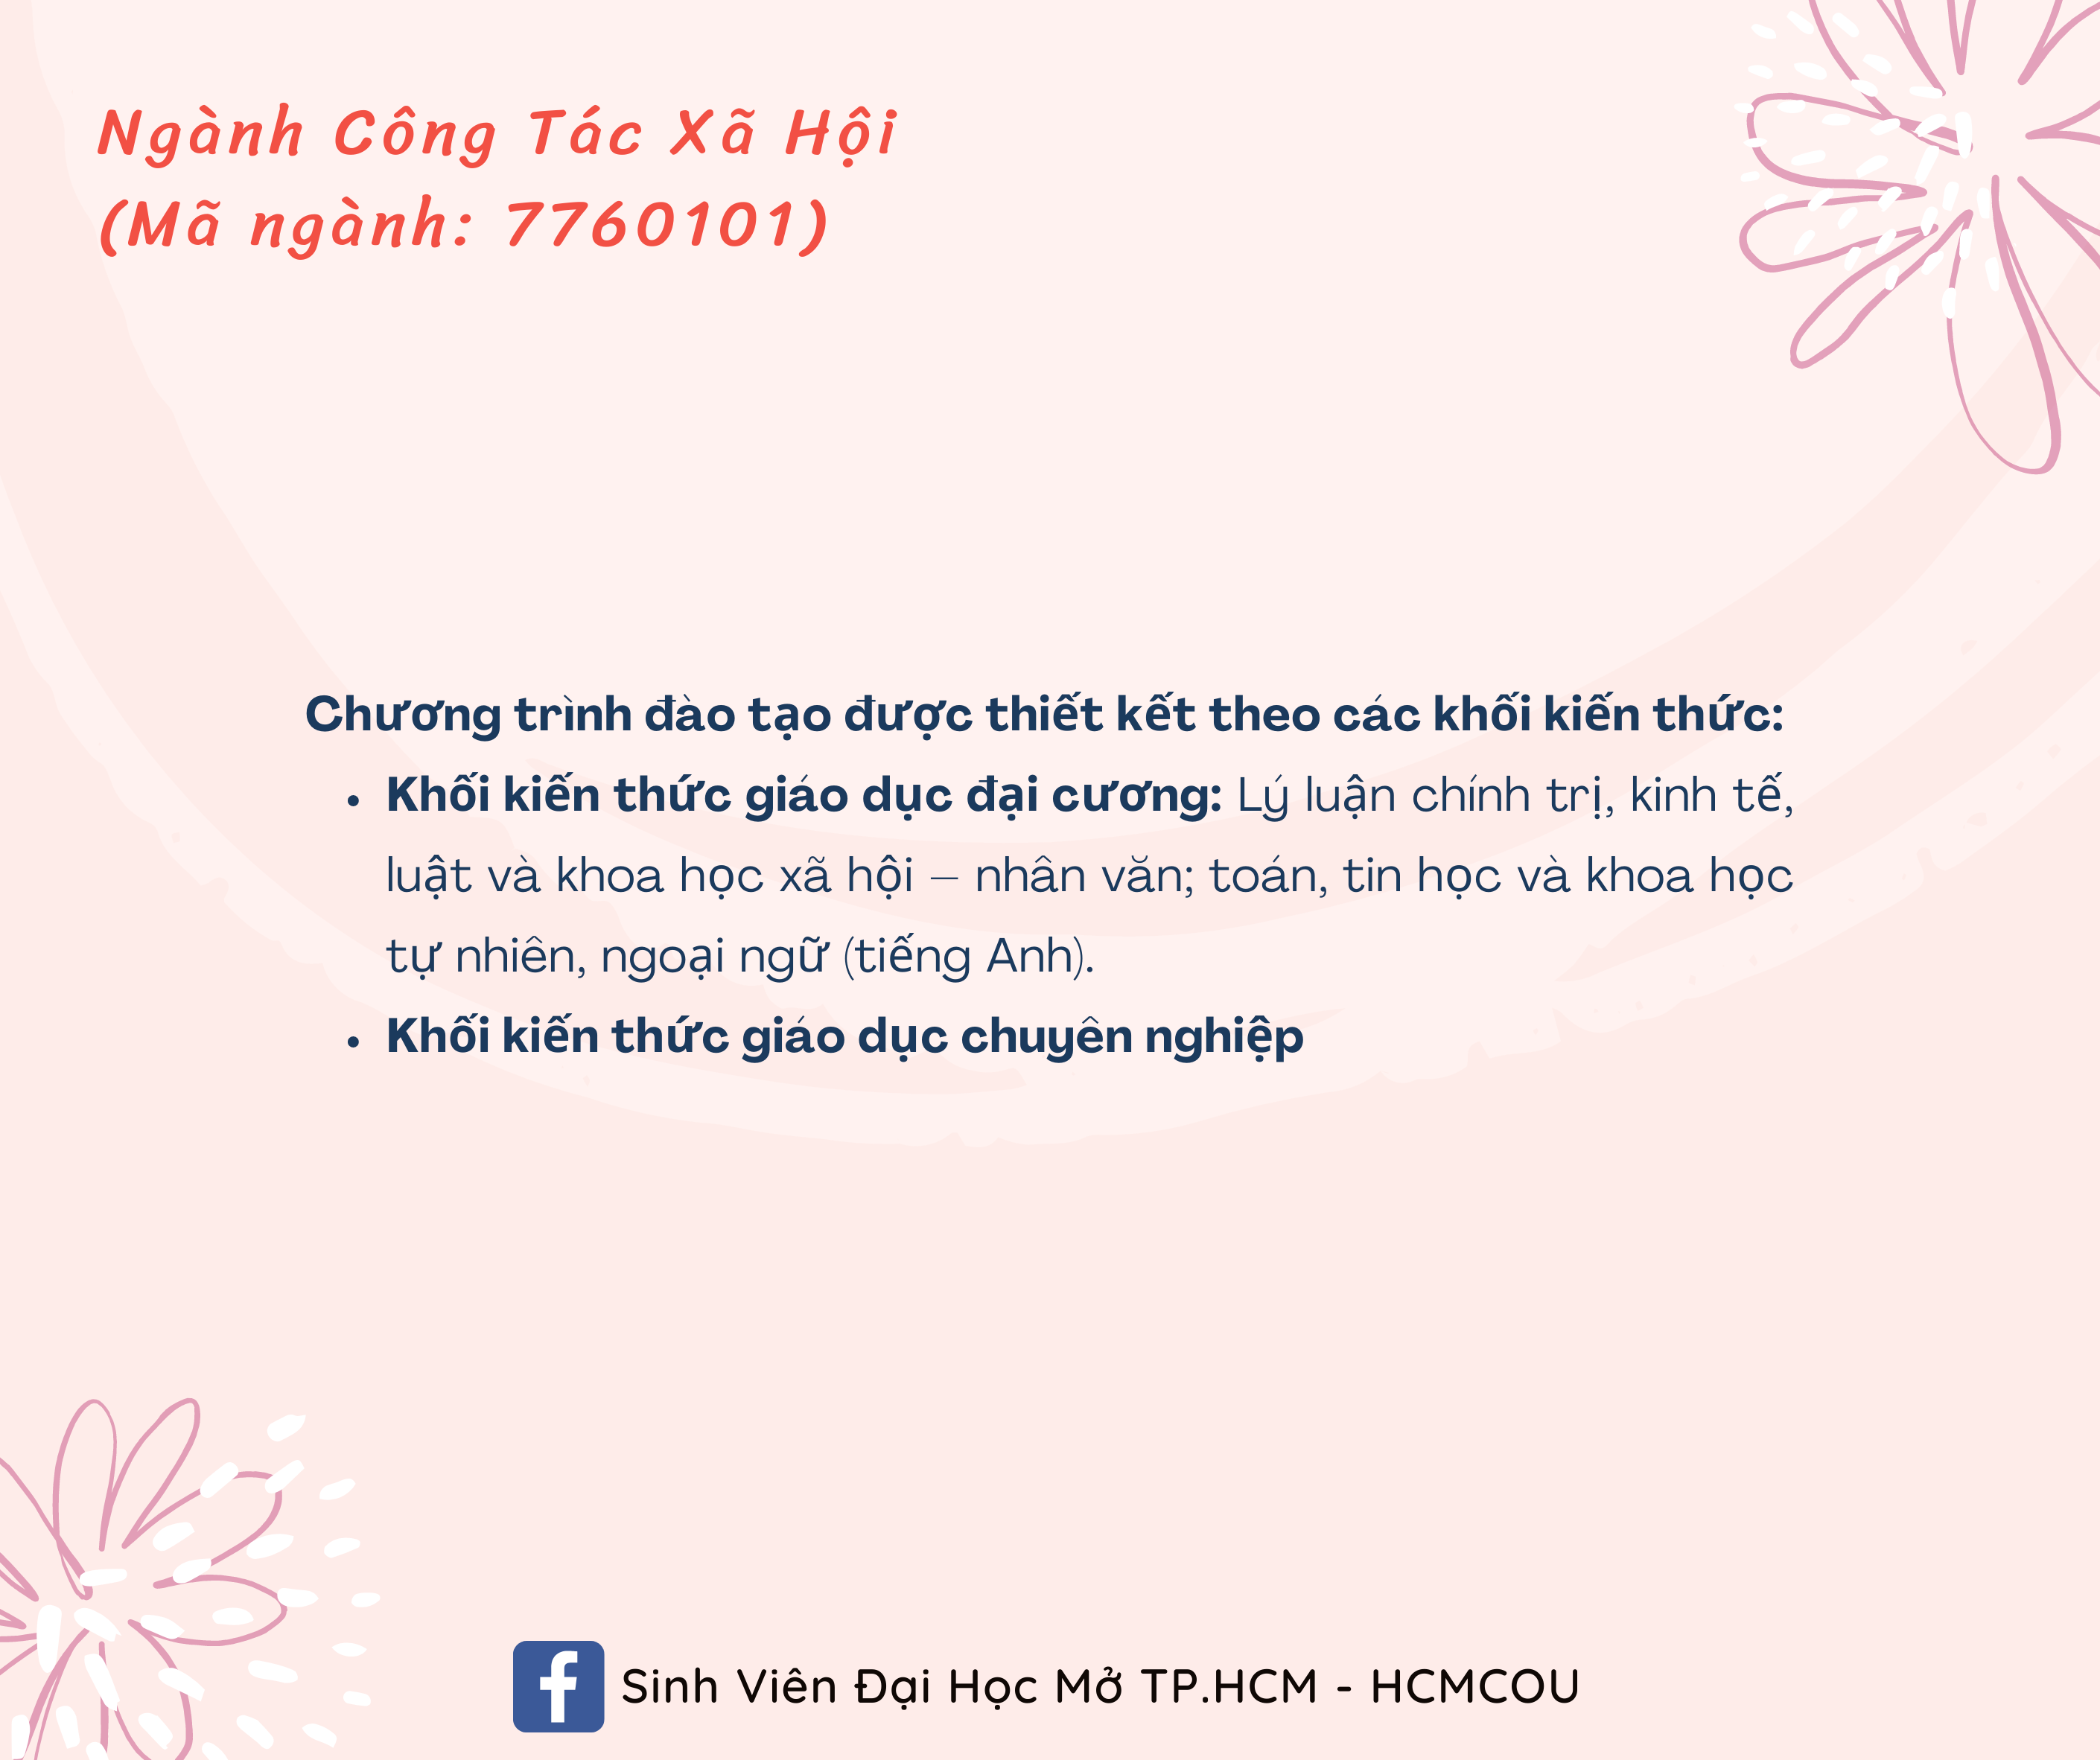 Ngành Công Tác Xã Hội
(Mã ngành: 7760101)
Chương trình đào tạo được thiết kết theo các khối kiến thức:
• Khối kiến thức giáo dục đại cương: Lý luận chính trị, kinh tế,
luật và khoa học xã hội – nhân văn; toán, tin học và khoa học
tự nhiên, ngoại ngữ (tiếng Anh).
• Khối kiến thức giáo dục chuyên nghiệp
Sinh Viên Đại Học Mở TP.HCM - HCMCOU